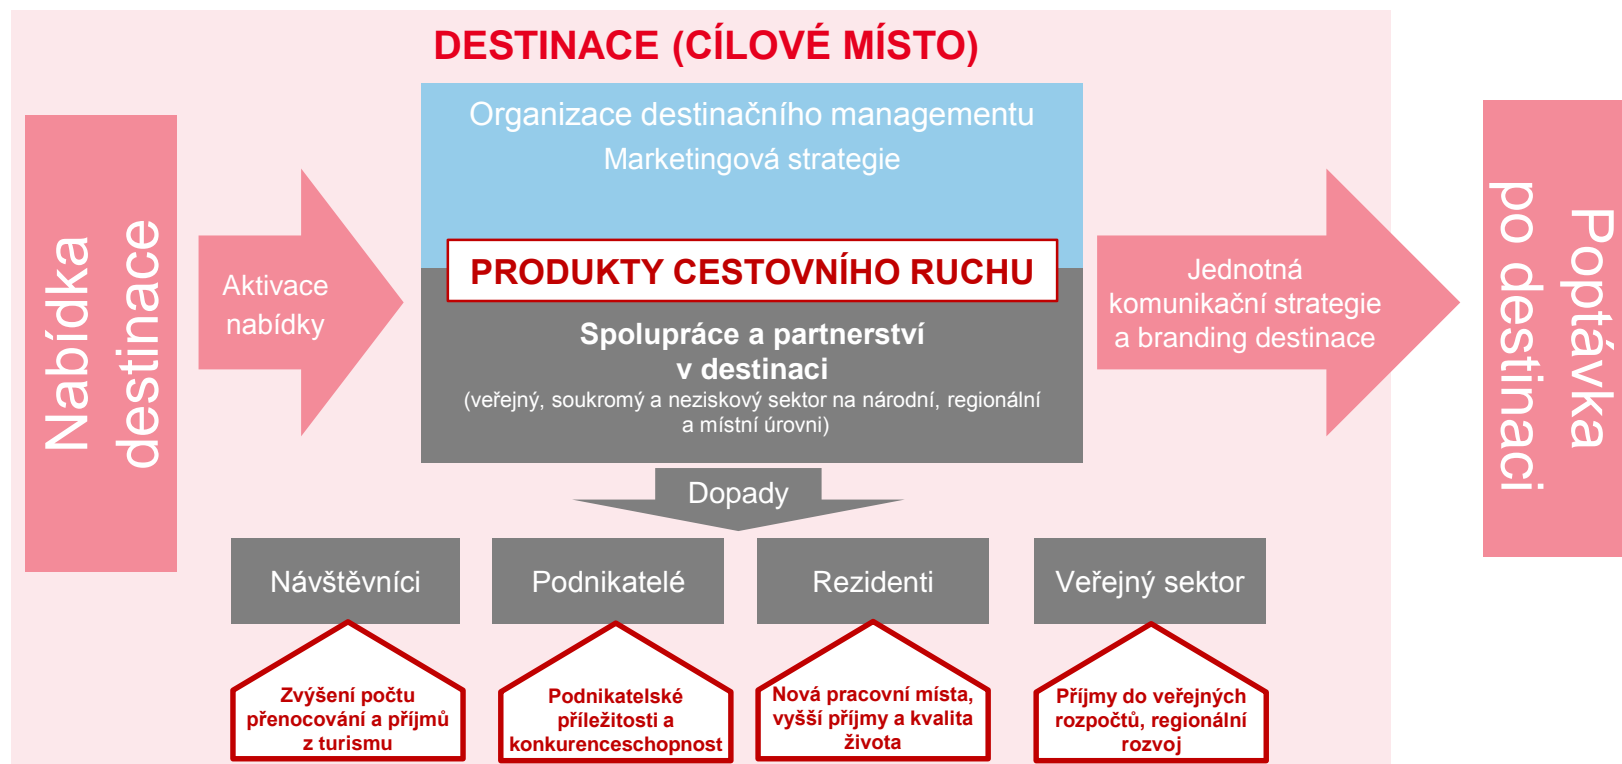 DESTINACE (CÍLOVÉ MÍSTO)
Nabídka
destinace
Aktivace
nabídky
Organizace destinačního managementu
Marketingová strategie
PRODUKTY CESTOVNÍHO RUCHU
Spolupráce a partnerství
v destinaci
(veřejný, soukromý a neziskový sektor na národní, regionální
a místní úrovni)
Jednotná
komunikační strategie
a branding destinace
Poptávka
po destinaci
Dopady
Návštěvníci
Podnikatelé
Rezidenti
Veřejný sektor
Zvýšení počtu
přenocování a příjmů
z turismu
Podnikatelské
příležitosti a
konkurenceschopnost
Nová pracovní místa,
vyšší příjmy a kvalita
života
Příjmy do veřejných
rozpočtů, regionální
rozvoj